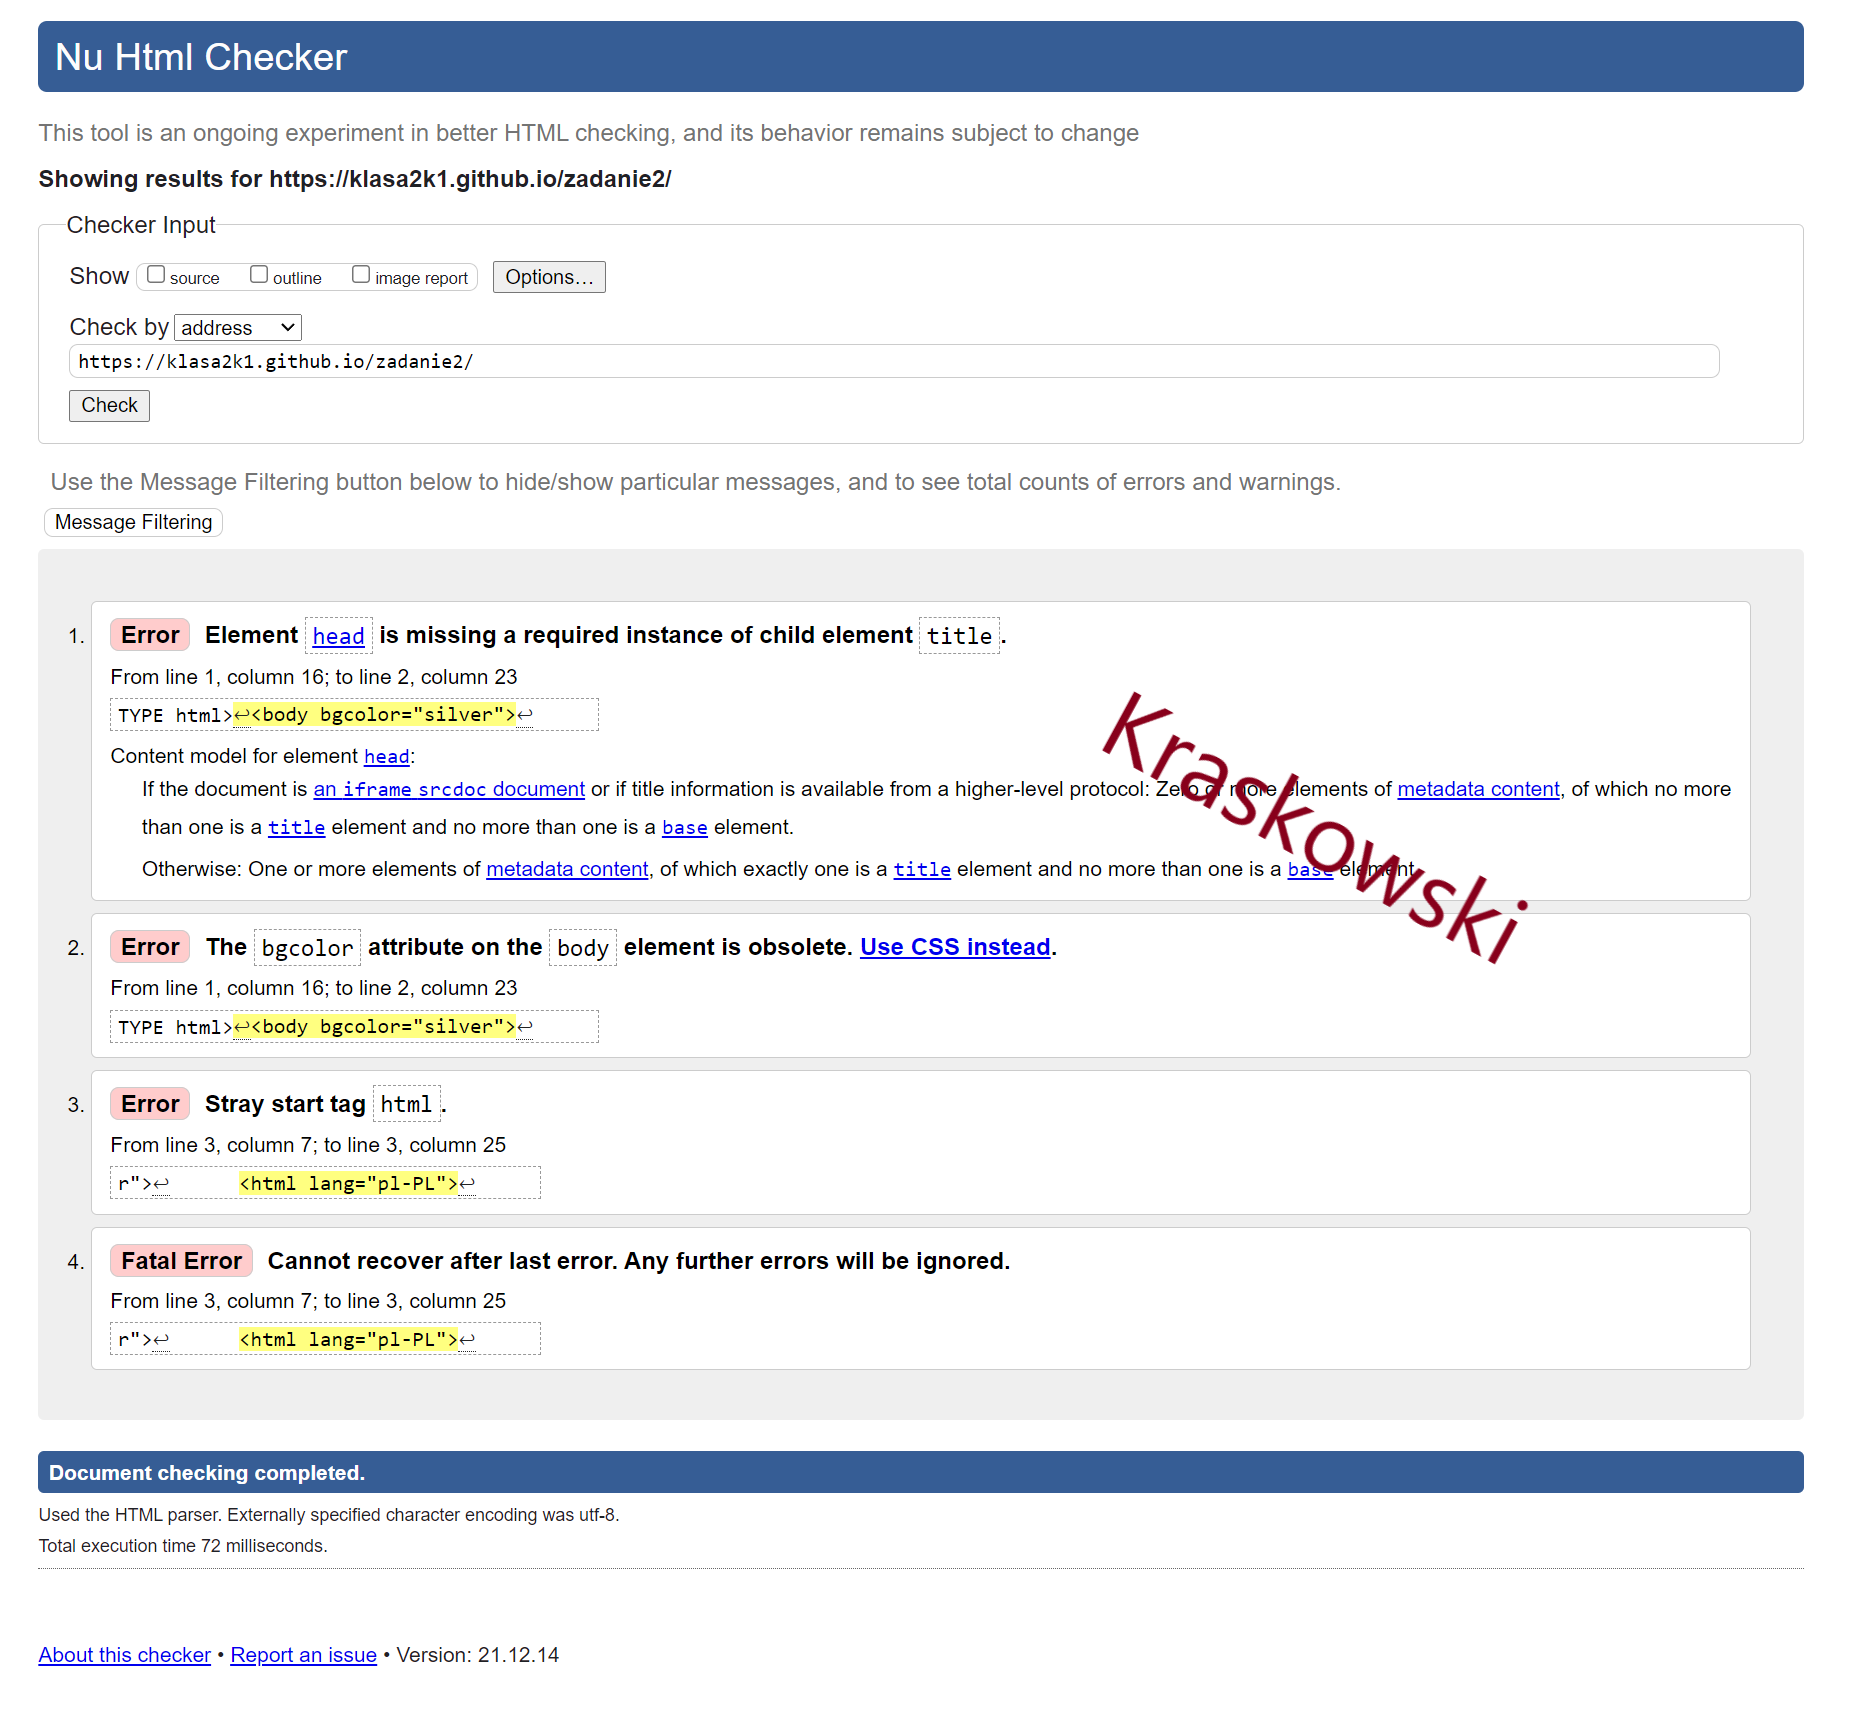 Nu Html Checker
This tool is an ongoing experiment in better HTML checking, and its behavior remains subject to change
Showing results for https://klasa2k1.github.io/zadanie2/
Checker Input
Show source outline image report Options…
Check by address
https://klasa2k1.github.io/zadanie2/
Check
Use the Message Filtering button below to hide/show particular messages, and to see total counts of errors and warnings.
Message Filtering
1. Error Element head is missing a required instance of child element title.
From line 1, column 16; to line 2, column 23
TYPE html>↩<body bgcolor="silver">↩
Content model for element head:
If the document is an iframe srcdoc document or if title information is available from a higher-level protocol: Zero or more elements of metadata content, of which no more
than one is a title element and no more than one is a base element.
Otherwise: One or more elements of metadata content, of which exactly one is a title element and no more than one is a base element.
Kraskowski
2. Error The bgcolor attribute on the body element is obsolete. Use CSS instead.
From line 1, column 16; to line 2, column 23
TYPE html>↩<body bgcolor="silver">↩
3. Error Stray start tag html.
From line 3, column 7; to line 3, column 25
r">↩ <html lang="pl-PL">↩
4. Fatal Error Cannot recover after last error. Any further errors will be ignored.
From line 3, column 7; to line 3, column 25
r">↩ <html lang="pl-PL">↩
Document checking completed.
Used the HTML parser. Externally specified character encoding was utf-8.
Total execution time 72 milliseconds.
About this checker • Report an issue • Version: 21.12.14